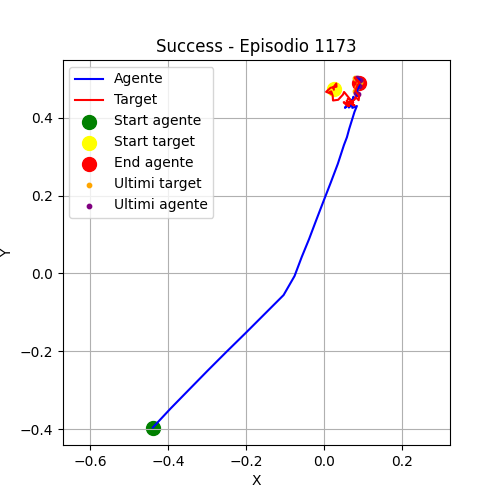 Success - Episodio 1173
Agente
Target
Start agente
Start target
End agente
Ultimi target
Ultimi agente
0.4
0.2
0.0
−0.2
−0.4
Y
−0.6
−0.4
−0.2
0.0
0.2
X